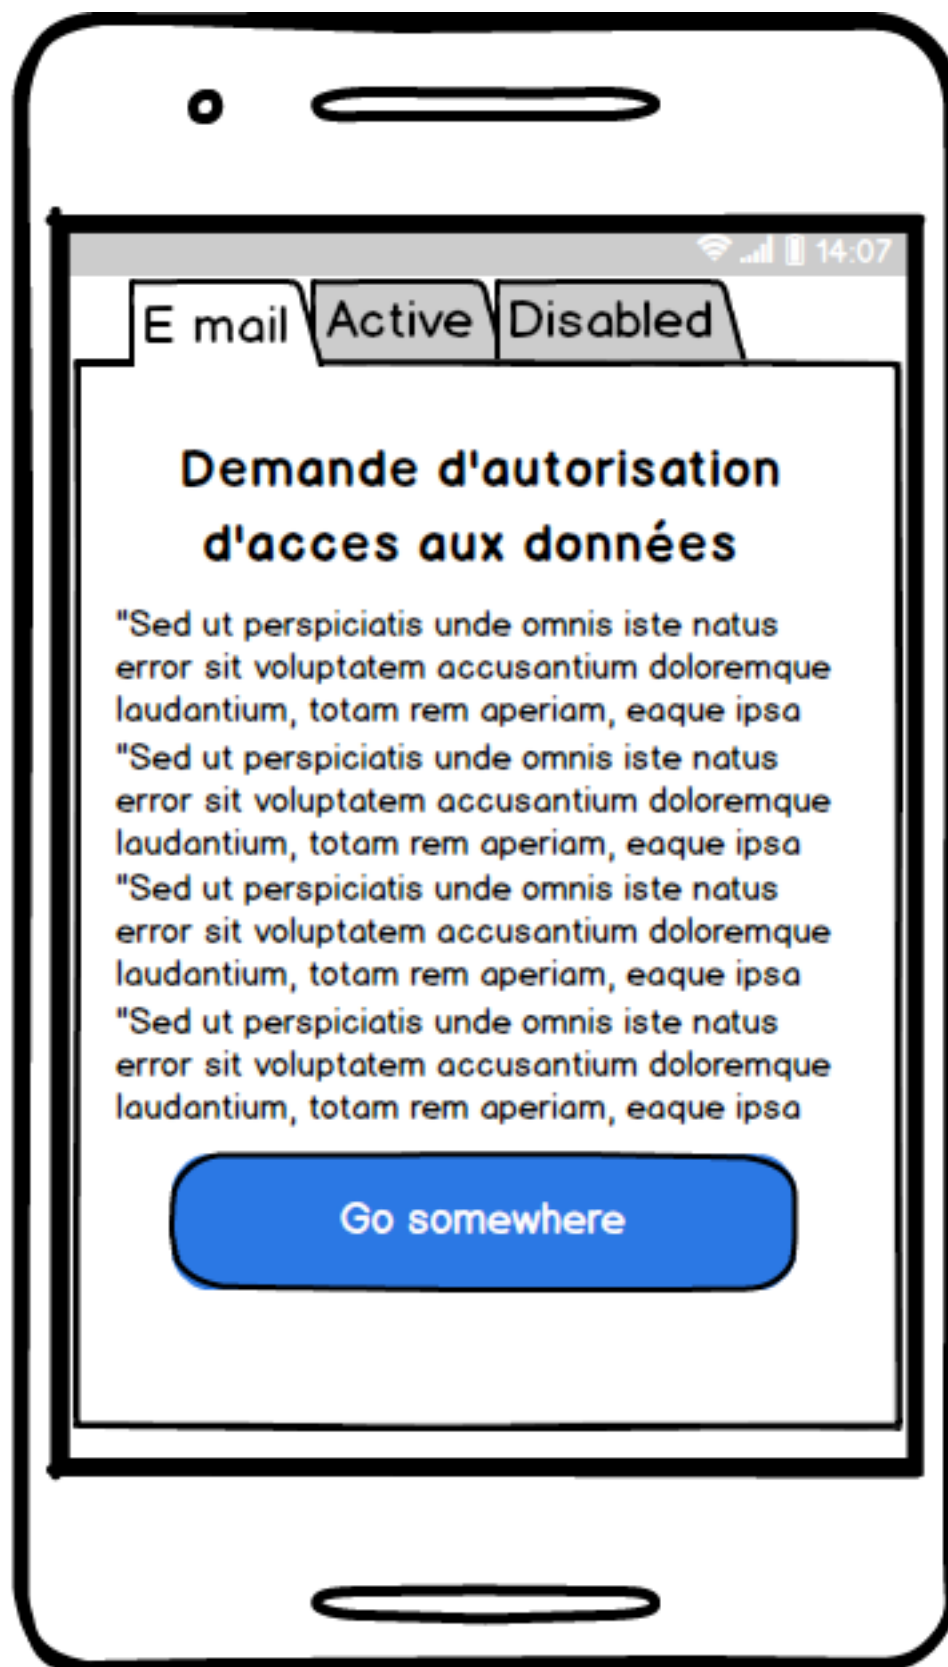 14:07
E mail Active Disabled
Demande d'autorisation
d'acces aux données
"Sed ut perspiciatis unde omnis iste natus
error sit voluptatem accusantium doloremque
laudantium, totam rem aperiam, eaque ipsa
"Sed ut perspiciatis unde omnis iste natus
error sit voluptatem accusantium doloremque
laudantium, totam rem aperiam, eaque ipsa
"Sed ut perspiciatis unde omnis iste natus
error sit voluptatem accusantium doloremque
laudantium, totam rem aperiam, eaque ipsa
"Sed ut perspiciatis unde omnis iste natus
error sit voluptatem accusantium doloremque
laudantium, totam rem aperiam, eaque ipsa
Go somewhere